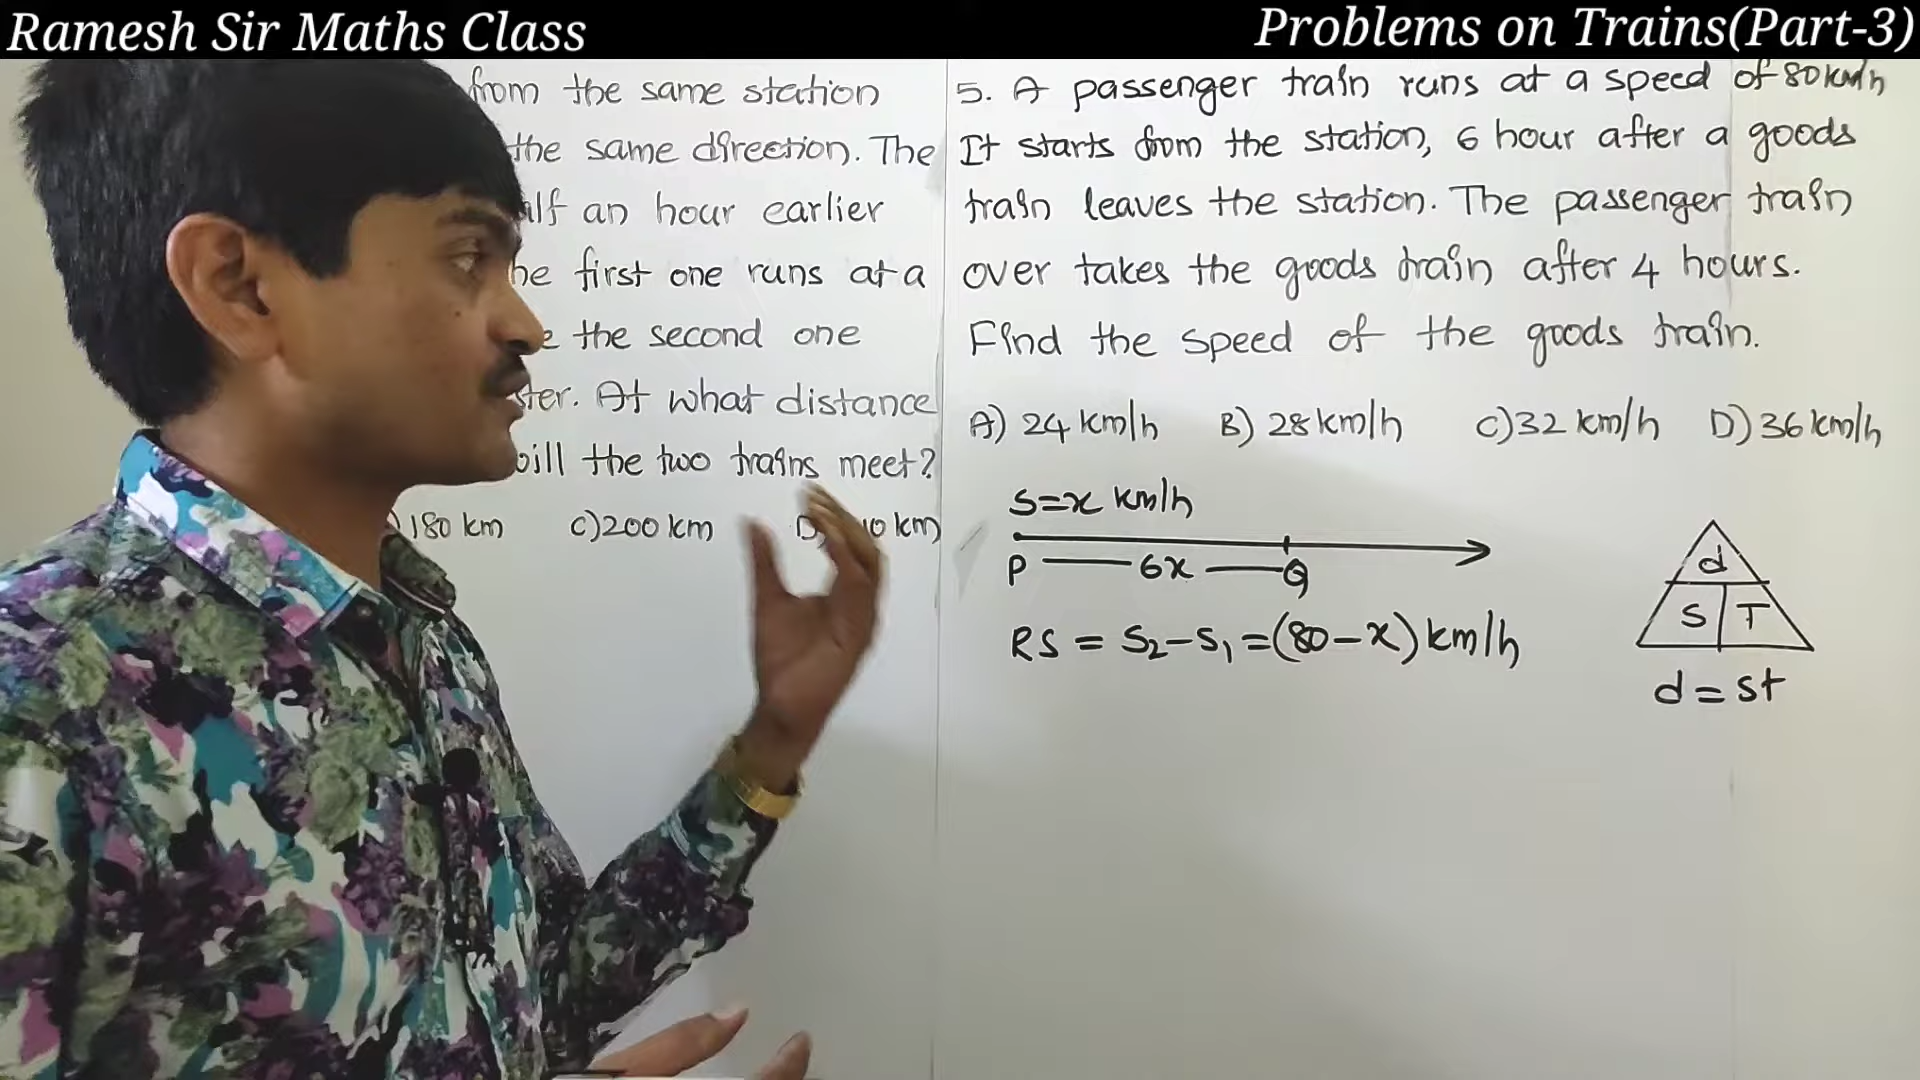 Ramesh Sir Maths Class
Problems on Trains(Part-3)
from the same station
the same direction. The
an hour earlier
first one runs at a
the second one
At what distance
will the two trains meet?
180 km C) 200 km km
5. A passenger train runs at a speed of 80 km/h
It starts from the station, 6 hour after a goods
train leaves the station. The passenger train
over takes the goods train after 4 hours.
Find the speed of the goods train.
A) 24 km/h B) 28 km/h C) 32 km/h D) 36 km/h
S=x km/h
P 6x Q
RS = S₂-S₁ = (80-x) km/h
d
S T
d = st